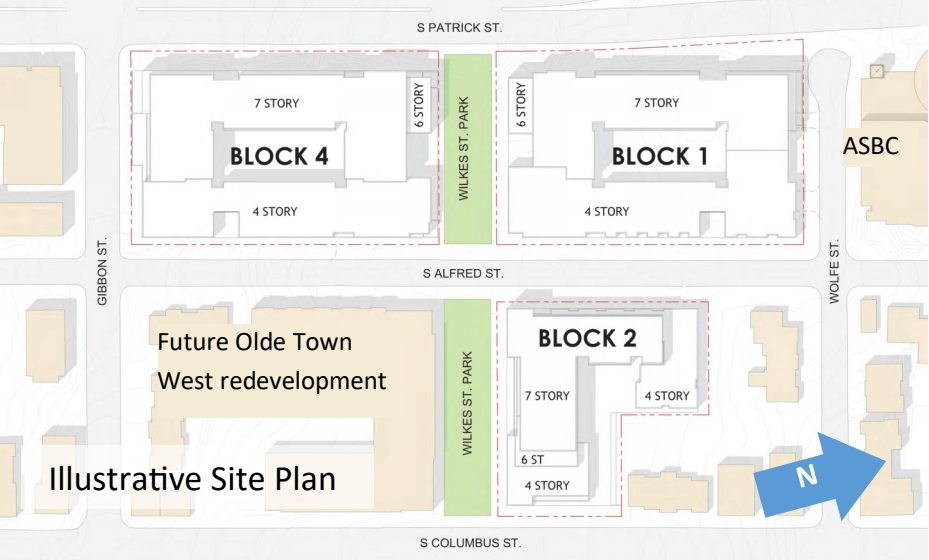 S PATRICK ST.
7 STORY
6 STORY
BLOCK 4
4 STORY
WILKES ST. PARK
6 STORY
7 STORY
BLOCK 1
4 STORY
ASBC
GIBBON ST.
S ALFRED ST.
WOLFE ST.
Future Olde Town
West redevelopment
WILKES ST. PARK
BLOCK 2
7 STORY
4 STORY
6 ST
4 STORY
Illustrative Site Plan
N
S COLUMBUS ST.